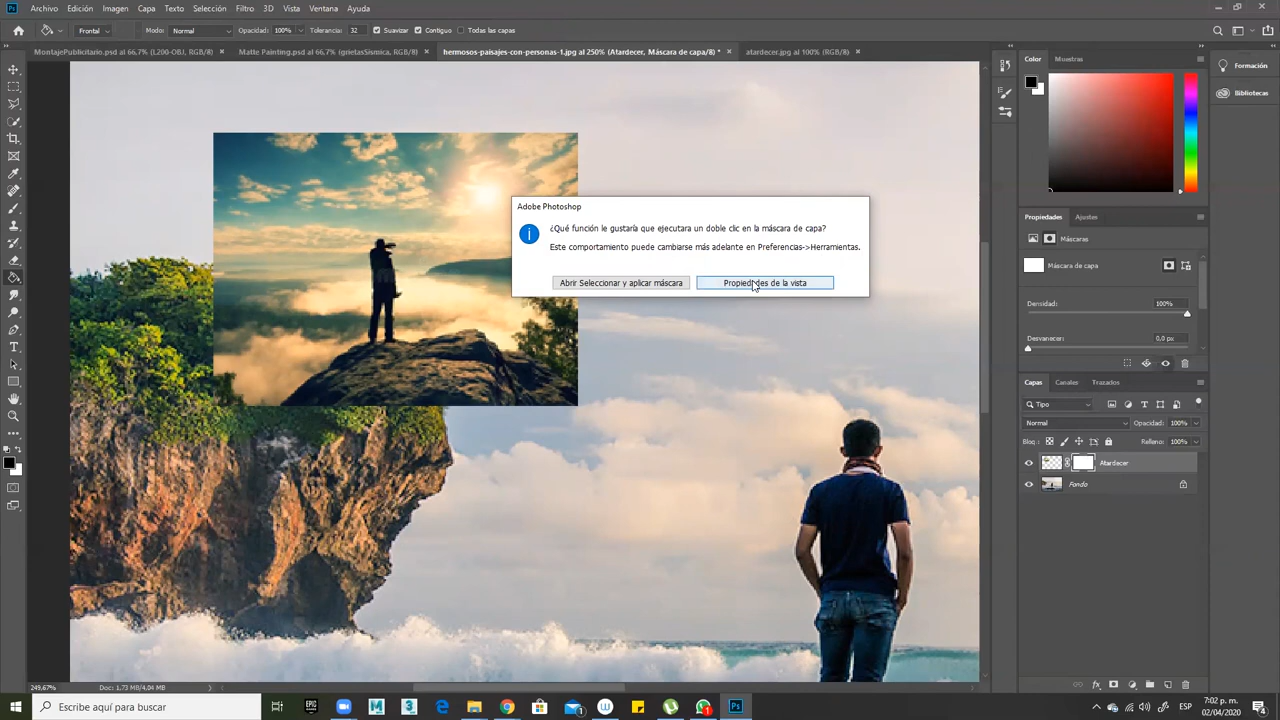 Archivo Edición Imagen Capa Texto Selección Filtro 3D Vista Ventana Ayuda
Frontal Modo: Normal Opacidad: 100% Tolerancia: 32 Suavizar Contiguo Todas las capas
MontajePublicitario.psd al 66,7% (L200-OBJ, RGB/8) × Matte Painting.psd al 66,7% (grietasSismica, RGB/8) × hermosos-paisajes-con-personas-1.jpg al 250% (Atardecer, Máscara de capa/8) * × atardecer.jpg al 100% (RGB/8) ×
Color Muestras
Formación
Bibliotecas
Adobe Photoshop
¿Qué función le gustaría que ejecutara un doble clic en la máscara de capa?
Este comportamiento puede cambiarse más adelante en Preferencias->Herramientas.
Abrir Seleccionar y aplicar máscara Propiedades de la vista
Propiedades Ajustes
Máscaras
Máscara de capa
Densidad: 100%
Desvanecer: 0,0 px
Capas Canales Trazados
Tipo
Normal Opacidad: 100%
Bloq.: Relleno: 100%
Atardecer
Fondo
249,67% Doc: 1,73 MB/4,04 MB
Escribe aquí para buscar
ESP
7:02 p. m.
02/04/2020